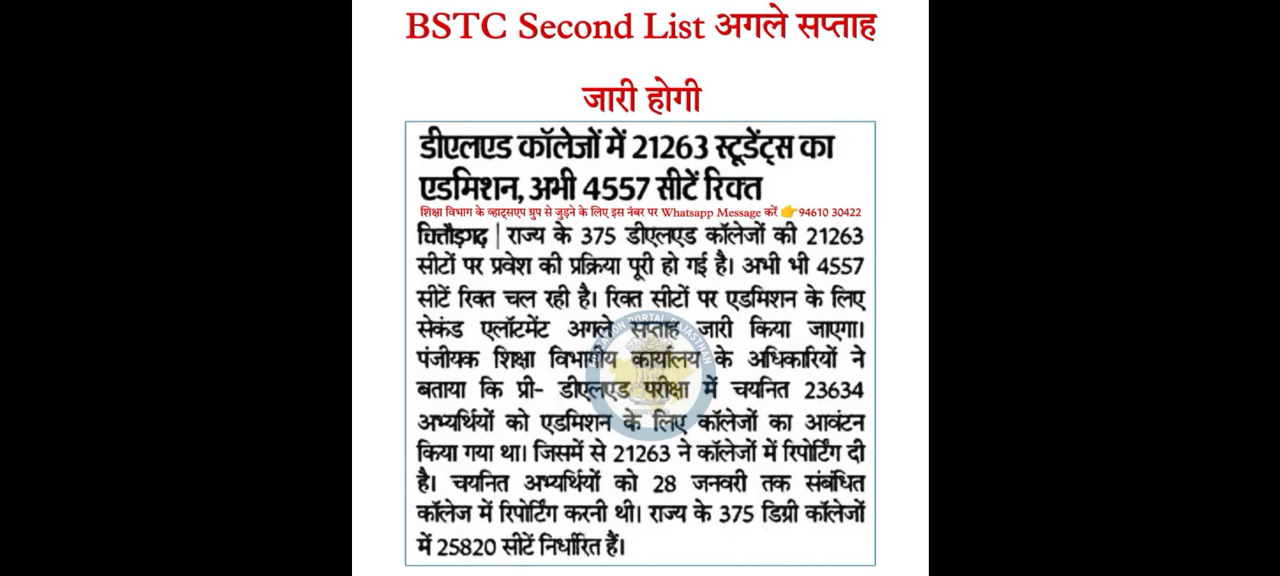 BSTC Second List अगले सप्ताह
जारी होगी
डीएलएड कॉलेजों में 21263 स्टूडेंट्स का
एडमिशन, अभी 4557 सीटें रिक्त
शिक्षा विभाग के व्हाट्सएप ग्रुप से जुड़ने के लिए इस नंबर पर Whatsapp Message करें 👉 94610 30422
चित्तौड़गढ़ | राज्य के 375 डीएलएड कॉलेजों की 21263
सीटों पर प्रवेश की प्रक्रिया पूरी हो गई है। अभी भी 4557
सीटें रिक्त चल रही है। रिक्त सीटों पर एडमिशन के लिए
सेकंड एलॉटमेंट अगले सप्ताह जारी किया जाएगा।
पंजीयक शिक्षा विभागीय कार्यालय के अधिकारियों ने
बताया कि प्री- डीएलएड परीक्षा में चयनित 23634
अभ्यर्थियों को एडमिशन के लिए कॉलेजों का आवंटन
किया गया था। जिसमें से 21263 ने कॉलेजों में रिपोर्टिंग दी
है। चयनित अभ्यर्थियों को 28 जनवरी तक संबंधित
कॉलेज में रिपोर्टिंग करनी थी। राज्य के 375 डिग्री कॉलेजों
में 25820 सीटें निर्धारित हैं।
PORTAL RAJASTHAN